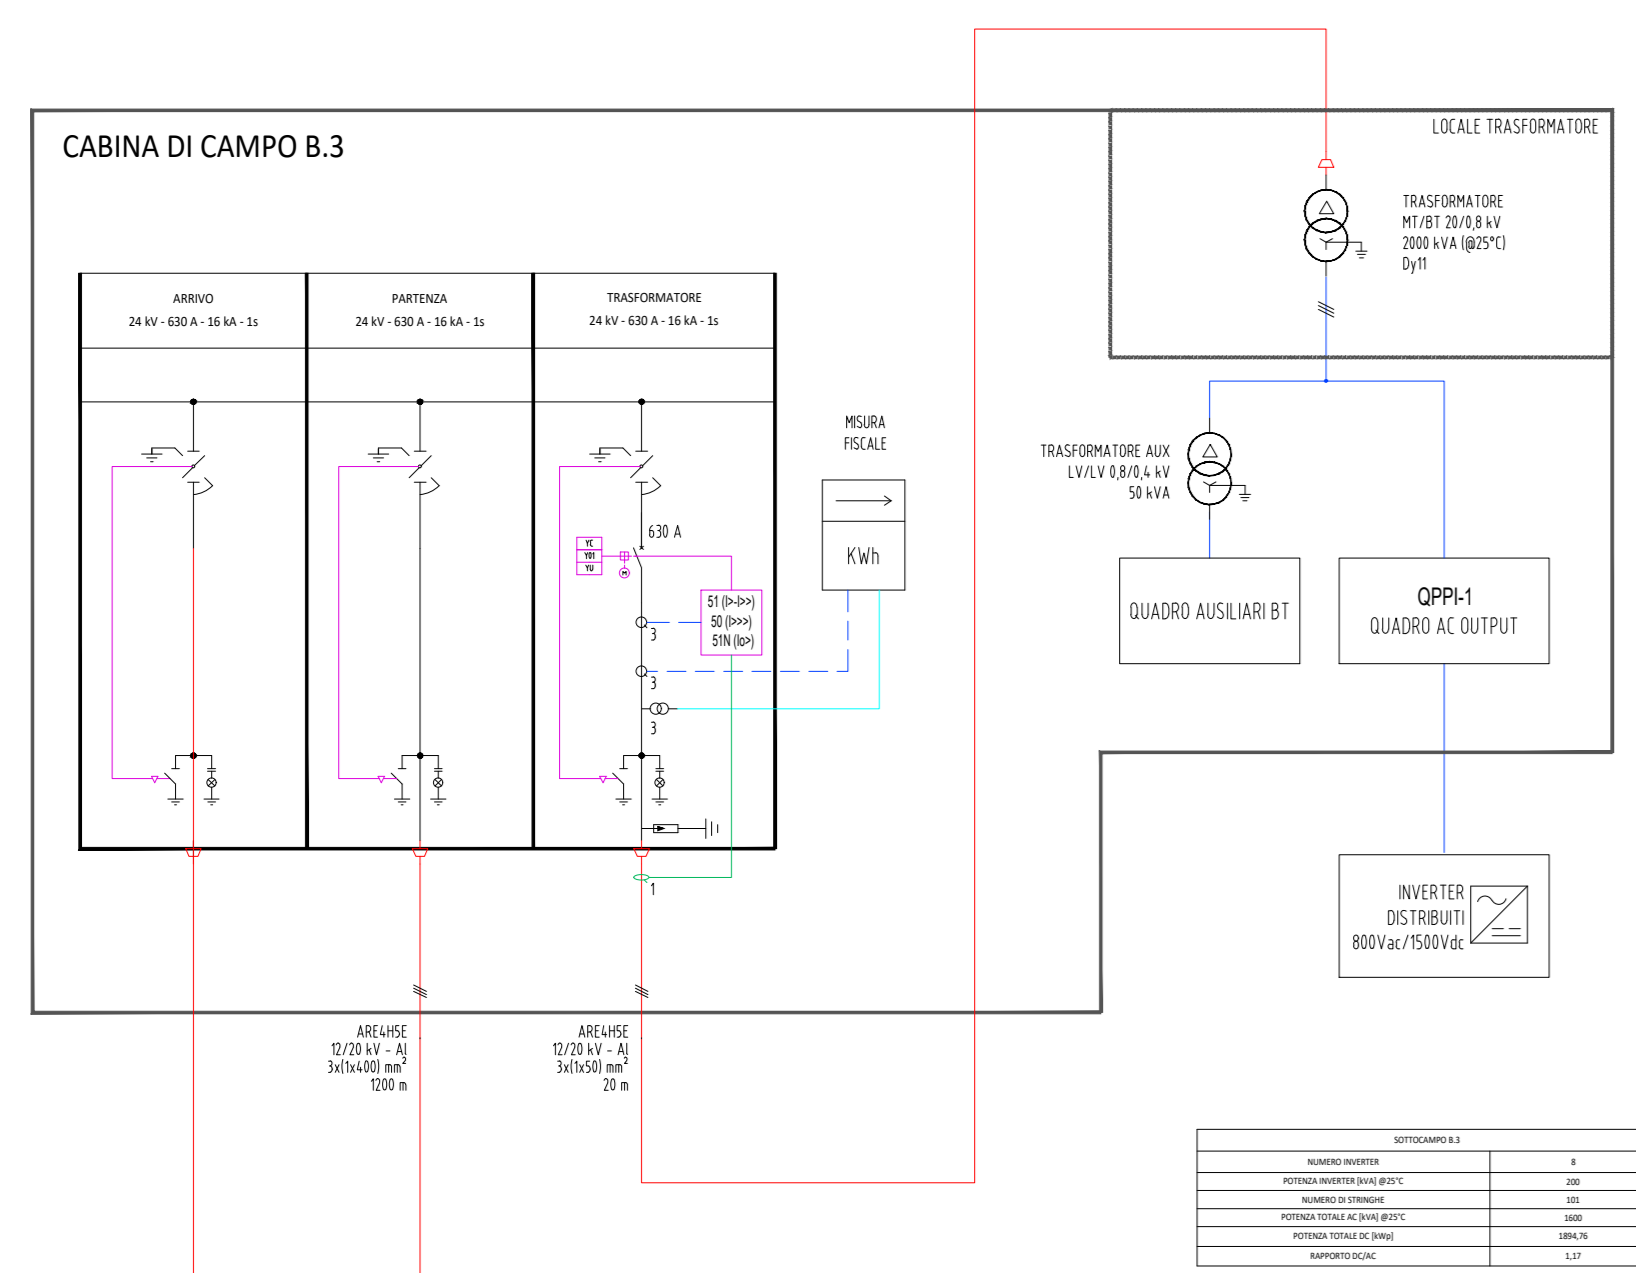 CABINA DI CAMPO B.3
LOCALE TRASFORMATORE
TRASFORMATORE
MT/BT 20/0,8 kV
2000 kVA (@25°C)
Dy11
ARRIVO
24 kV - 630 A - 16 kA - 1s
PARTENZA
24 kV - 630 A - 16 kA - 1s
TRASFORMATORE
24 kV - 630 A - 16 kA - 1s
MISURA
FISCALE
KWh
630 A
YC
YO1
YU
M
51 (I>-I>>)
50 (I>>>)
51N (Io>)
3
3
3
1
TRASFORMATORE AUX
LV/LV 0,8/0,4 kV
50 kVA
QUADRO AUSILIARI BT
QPPI-1
QUADRO AC OUTPUT
INVERTER
DISTRIBUITI
800Vac/1500Vdc
ARE4H5E
12/20 kV - Al
3x(1x400) mm²
1200 m
ARE4H5E
12/20 kV - Al
3x(1x50) mm²
20 m
SOTTOCAMPO B.3
NUMERO INVERTER 8
POTENZA INVERTER [kVA] @25°C 200
NUMERO DI STRINGHE 101
POTENZA TOTALE AC [kVA] @25°C 1600
POTENZA TOTALE DC [kWp] 1894,76
RAPPORTO DC/AC 1,17